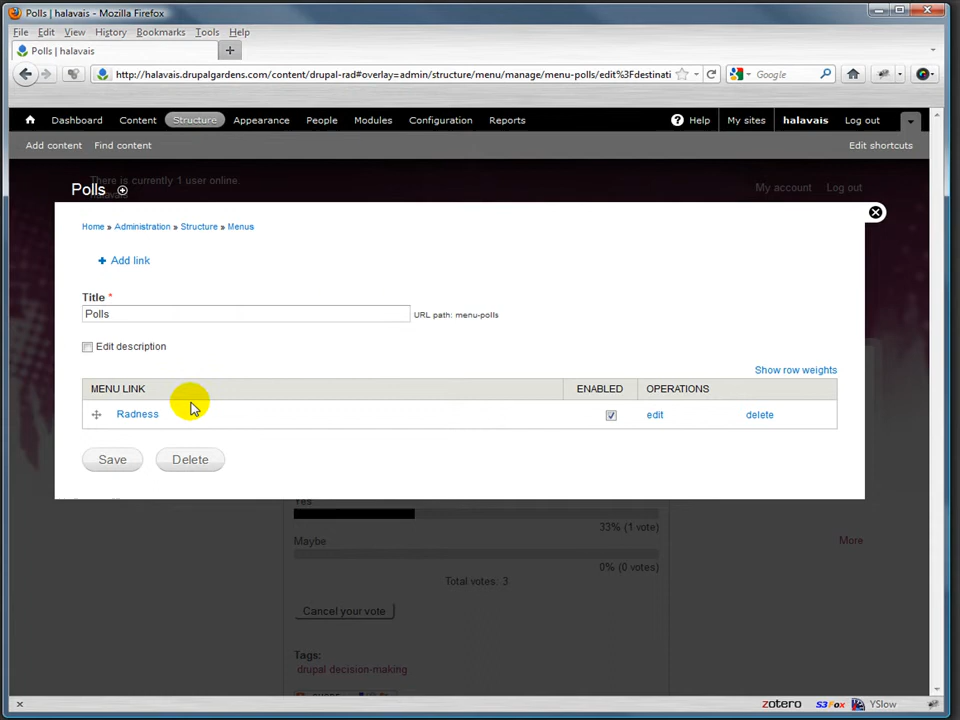 Polls | halavais - Mozilla Firefox
File Edit View History Bookmarks Tools Help
Polls | halavais
http://halavais.drupalgardens.com/content/drupal-rad#overlay=admin/structure/menu/manage/menu-polls/edit%3Fdestinati
Google
Dashboard Content Structure Appearance People Modules Configuration Reports
? Help My sites halavais Log out
Add content Find content
Edit shortcuts
There is currently 1 user online.
My account Log out
Polls
Home » Administration » Structure » Menus
+ Add link
Title *
Polls
URL path: menu-polls
Edit description
Show row weights
MENU LINK ENABLED OPERATIONS
Radness edit delete
Save Delete
Yes
33% (1 vote)
Maybe
More
0% (0 votes)
Total votes: 3
Cancel your vote
Tags:
drupal decision-making
zotero S3Fox YSlow